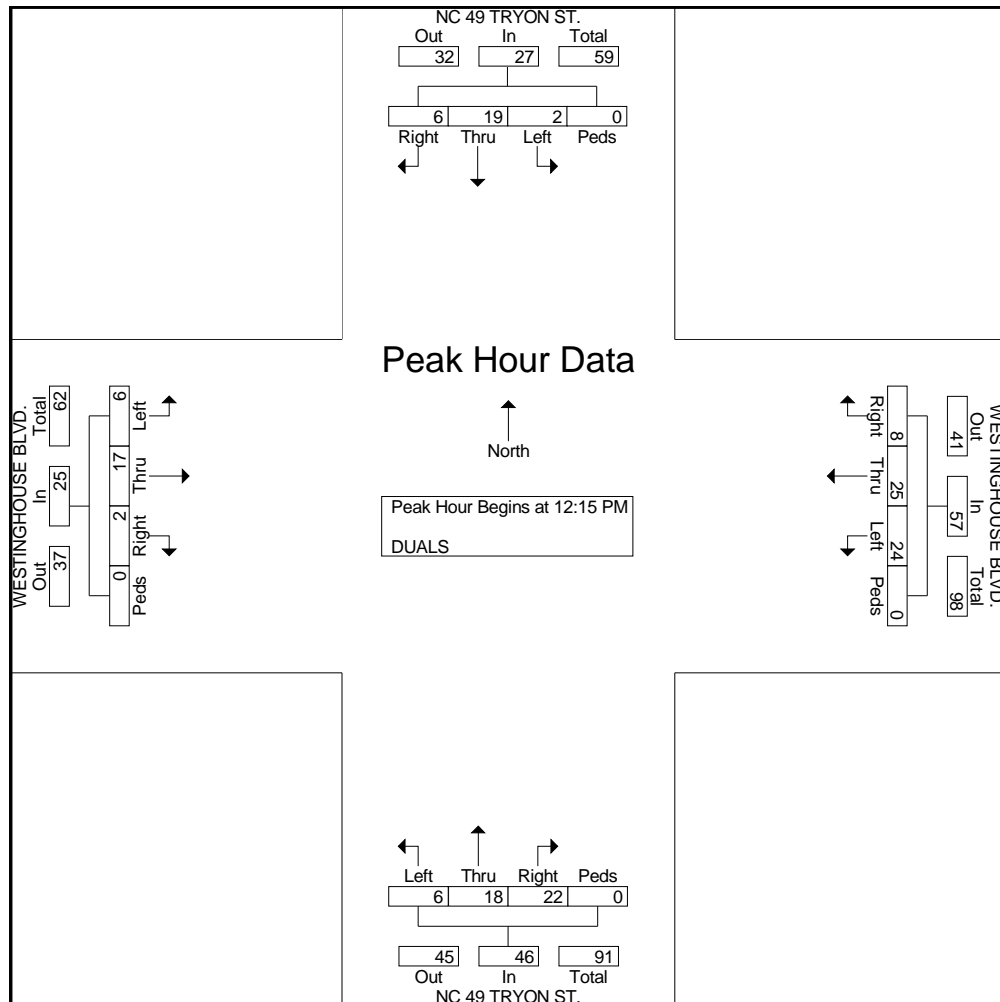 NC 49 TRYON ST.
Out In Total
32 27 59
6 19 2 0
Right Thru Left Peds
Peak Hour Data
North
Peak Hour Begins at 12:15 PM
DUALS
WESTINGHOUSE BLVD.
Out In Total
37 25 62
Left Thru Right Peds
6 17 2 0
WESTINGHOUSE BLVD.
Out In Total
41 57 98
Right Thru Left Peds
8 25 24 0
Left Thru Right Peds
6 18 22 0
45 46 91
Out In Total
NC 49 TRYON ST.